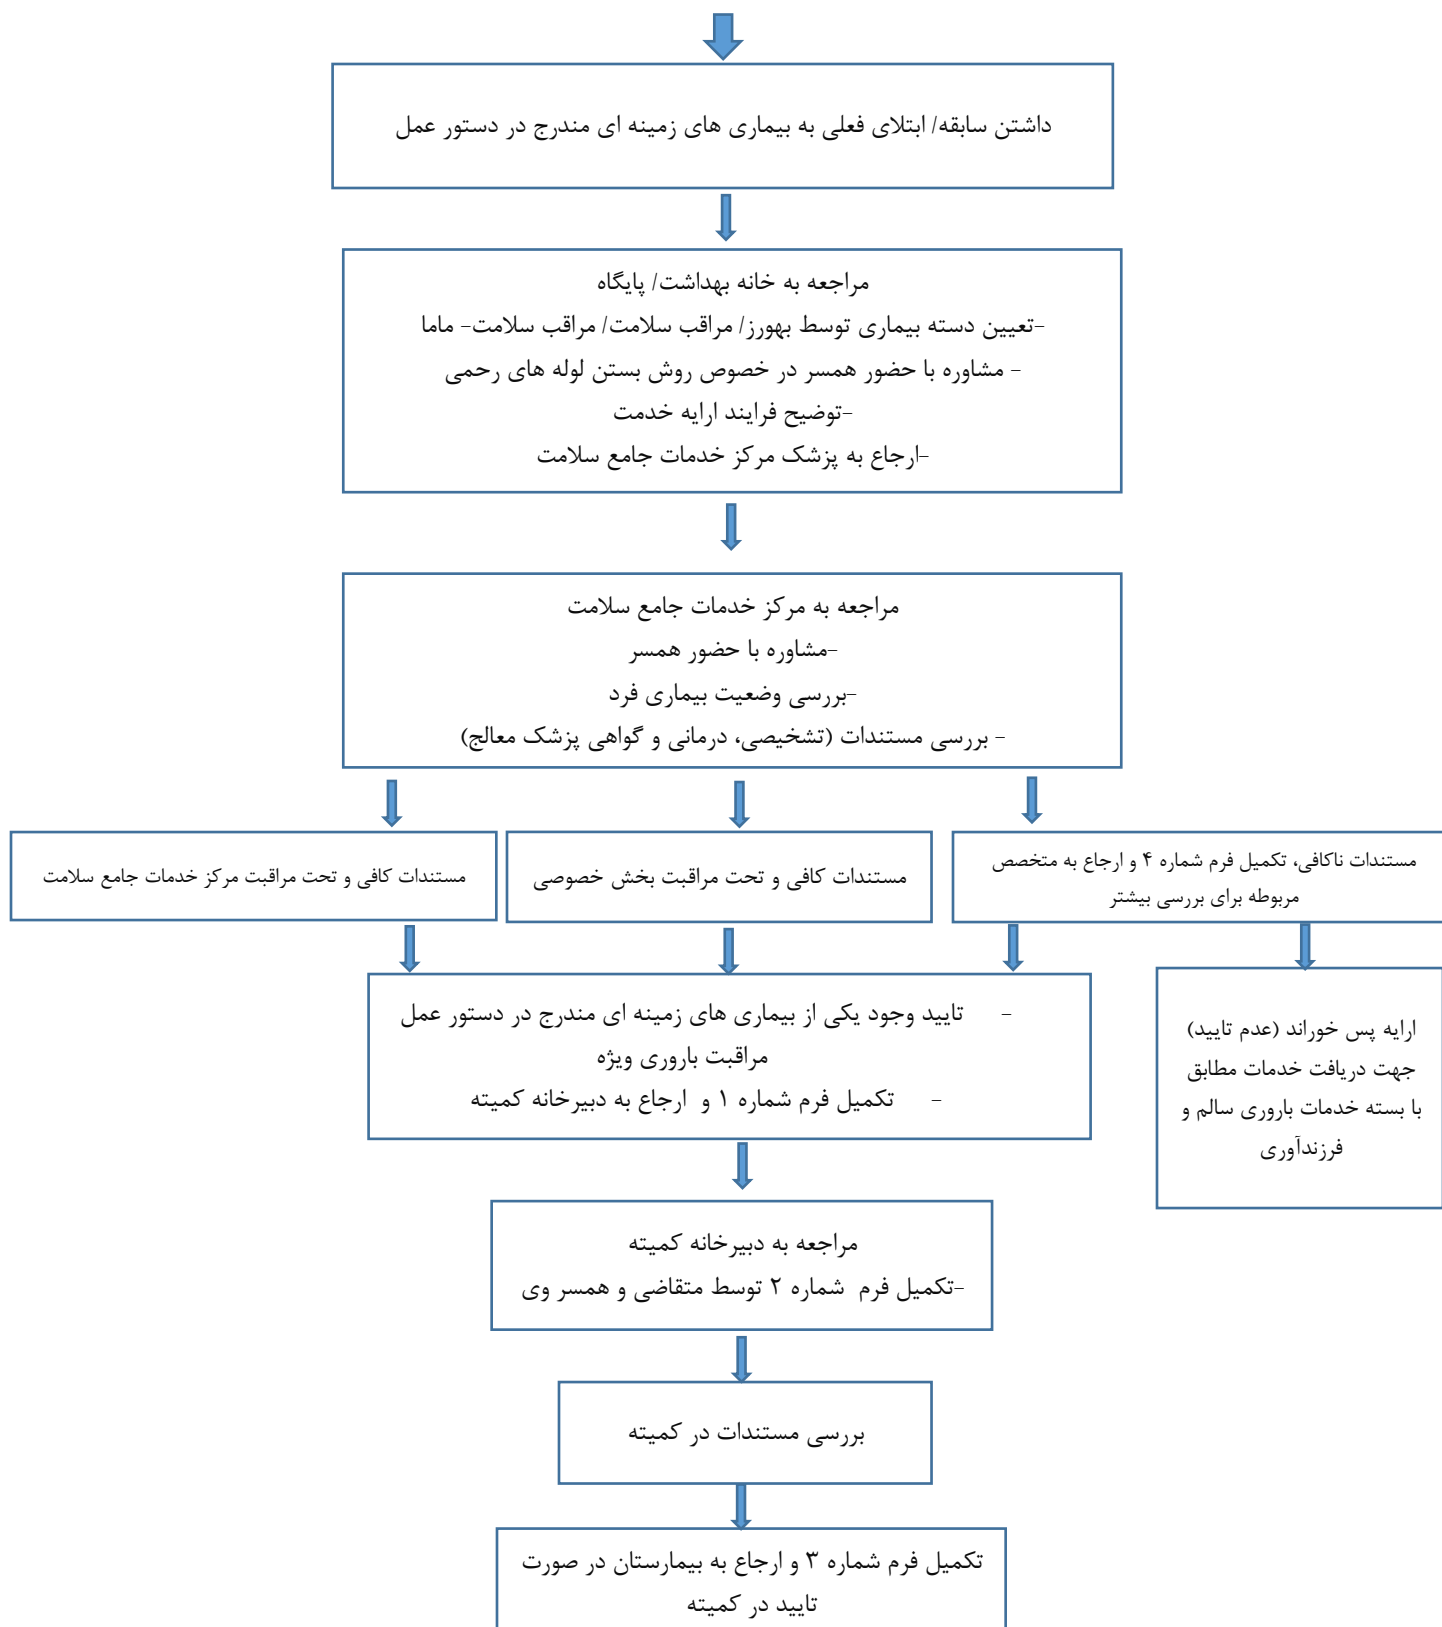 داشتن سابقه/ ابتلای فعلی به بیماری های زمینه ای مندرج در دستور عمل
مراجعه به خانه بهداشت/ پایگاه
-تعیین دسته بیماری توسط بهورز/ مراقب سلامت/ مراقب سلامت- ماما
- مشاوره با حضور همسر در خصوص روش بستن لوله های رحمی
-توضیح فرایند ارایه خدمت
-ارجاع به پزشک مرکز خدمات جامع سلامت
مراجعه به مرکز خدمات جامع سلامت
-مشاوره با حضور همسر
-بررسی وضعیت بیماری فرد
- بررسی مستندات (تشخیصی، درمانی و گواهی پزشک معالج)
مستندات ناکافی، تکمیل فرم شماره ۴ و ارجاع به متخصص
مربوطه برای بررسی بیشتر
مستندات کافی و تحت مراقبت بخش خصوصی
مستندات کافی و تحت مراقبت مرکز خدمات جامع سلامت
ارایه پس خوراند (عدم تایید)
جهت دریافت خدمات مطابق
با بسته خدمات باروری سالم و
فرزندآوری
- تایید وجود یکی از بیماری های زمینه ای مندرج در دستور عمل
مراقبت باروری ویژه
- تکمیل فرم شماره ۱ و ارجاع به دبیرخانه کمیته
مراجعه به دبیرخانه کمیته
-تکمیل فرم شماره ۲ توسط متقاضی و همسر وی
بررسی مستندات در کمیته
تکمیل فرم شماره ۳ و ارجاع به بیمارستان در صورت
تایید در کمیته